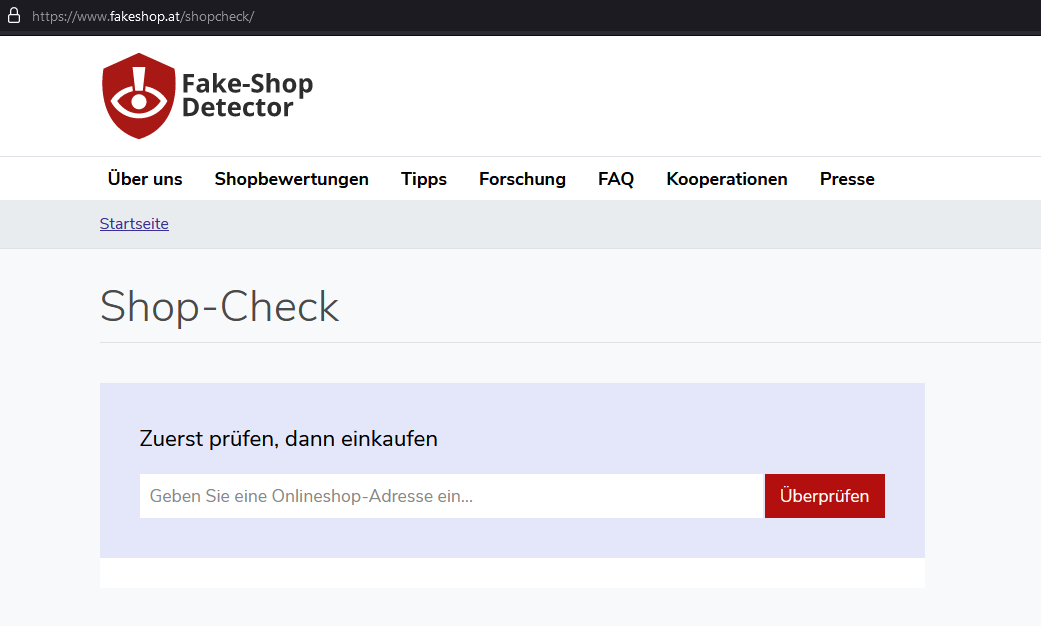 https://www.fakeshop.at/shopcheck/
Fake-Shop
Detector
Über uns Shopbewertungen Tipps Forschung FAQ Kooperationen Presse
Startseite
Shop-Check
Zuerst prüfen, dann einkaufen
Geben Sie eine Onlineshop-Adresse ein... Überprüfen